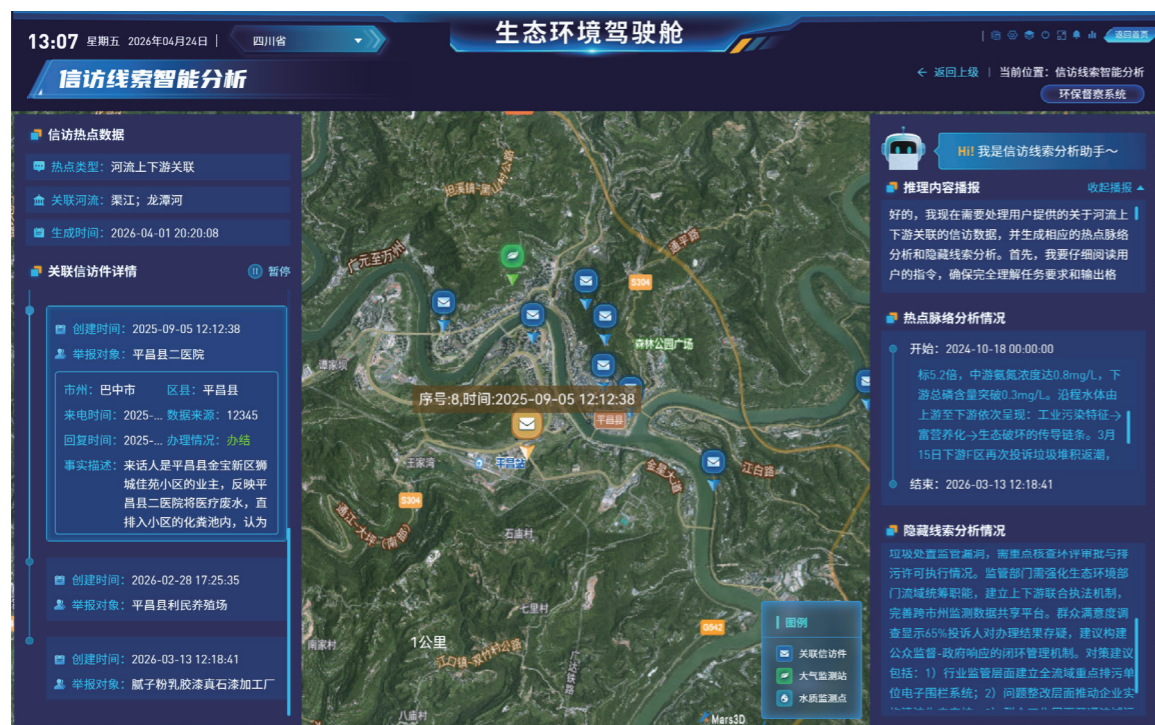 13:07 星期五 2026年04月24日 | 四川省
生态环境驾驶舱
返回首页
信访线索智能分析
返回上级 | 当前位置：信访线索智能分析
环保督察系统
信访热点数据
热点类型：河流上下游关联
关联河流：渠江；龙潭河
生成时间：2026-04-01 20:20:08
关联信访件详情 暂停
创建时间：2025-09-05 12:12:38
举报对象：平昌县二医院
市州：巴中市 区县：平昌县
来电时间：2025-... 数据来源：12345
回复时间：2025-... 办理情况：办结
事实描述：来话人是平昌县金宝新区狮
城佳苑小区的业主，反映平
昌县二医院将医疗废水，直
排入小区的化粪池内，认为
创建时间：2026-02-28 17:25:35
举报对象：平昌县利民养殖场
创建时间：2026-03-13 12:18:41
举报对象：腻子粉乳胶漆真石漆加工厂
广元至万州
通平路
S304
森林公园广场
谭家坝
序号:8,时间:2025-09-05 12:12:38
平昌县
王家湾
平昌站
金星大道
江白路
S304
通江-大坪-(南部)
石庙村
七里村
南家村
1公里
G542
八庙村
Mars3D
图例
关联信访件
大气监测站
水质监测点
Hi! 我是信访线索分析助手～
推理内容播报 收起播报
好的，我现在需要处理用户提供的关于河流上
下游关联的信访数据，并生成相应的热点脉络
分析和隐藏线索分析。首先，我要仔细阅读用
户的指令，确保完全理解任务要求和输出格
热点脉络分析情况
开始：2024-10-18 00:00:00
标5.2倍，中游氨氮浓度达0.8mg/L，下
游总磷含量突破0.3mg/L。沿程水体由
上游至下游依次呈现：工业污染特征→
富营养化→生态破坏的传导链条。3月
15日下游F区再次投诉垃圾堆积返潮，
结束：2026-03-13 12:18:41
隐藏线索分析情况
垃圾处置监管漏洞，需重点核查环评审批与排
污许可执行情况。监管部门需强化生态环境部
门流域统筹职能，建立上下游联合执法机制，
完善跨市州监测数据共享平台。群众满意度调
查显示65%投诉人对办理结果存疑，建议构建
公众监督-政府响应的闭环管理机制。对策建议
包括：1）行业监管层面建立全流域重点排污单
位电子围栏系统；2）问题整改层面推动企业实